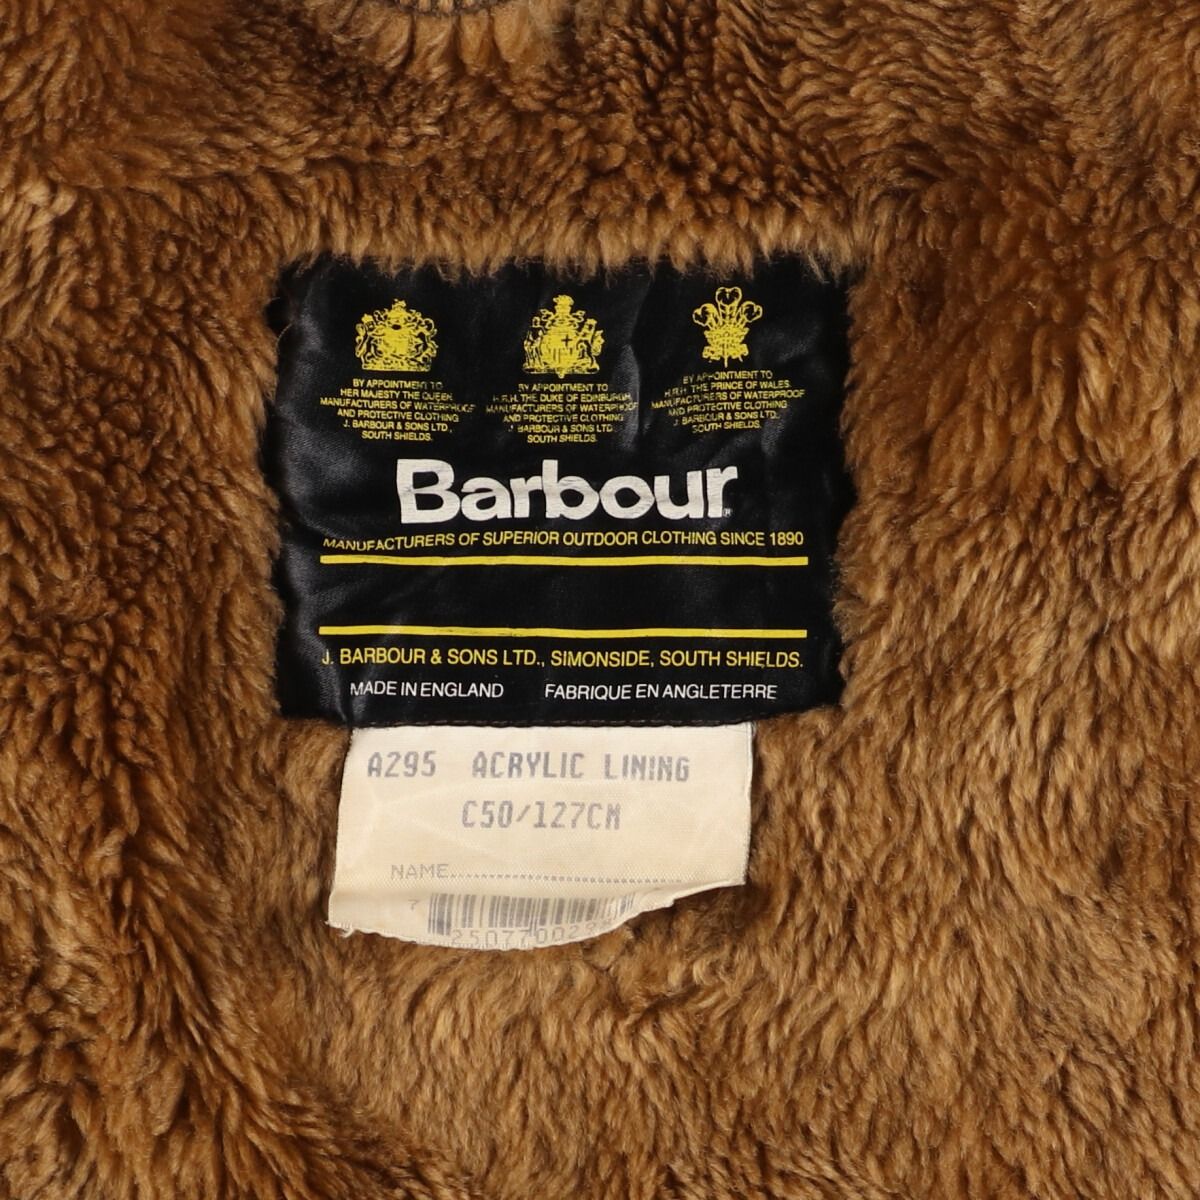 BY APPOINTMENT TO
HER MAJESTY THE QUEEN
MANUFACTURERS OF WATERPROOF
AND PROTECTIVE CLOTHING
J. BARBOUR & SONS LTD.,
SOUTH SHIELDS.
BY APPOINTMENT TO
H.R.H. THE DUKE OF EDINBURGH
MANUFACTURERS OF WATERPROOF
AND PROTECTIVE CLOTHING
J. BARBOUR & SONS LTD.
SOUTH SHIELDS.
BY APPOINTMENT TO
H.R.H. THE PRINCE OF WALES.
MANUFACTURERS OF WATERPROOF
AND PROTECTIVE CLOTHING
J. BARBOUR & SONS LTD.
SOUTH SHIELDS.
Barbour®
MANUFACTURERS OF SUPERIOR OUTDOOR CLOTHING SINCE 1890
J. BARBOUR & SONS LTD., SIMONSIDE, SOUTH SHIELDS.
MADE IN ENGLAND FABRIQUE EN ANGLETERRE
A295 ACRYLIC LINING
C50/127CM
NAME
7